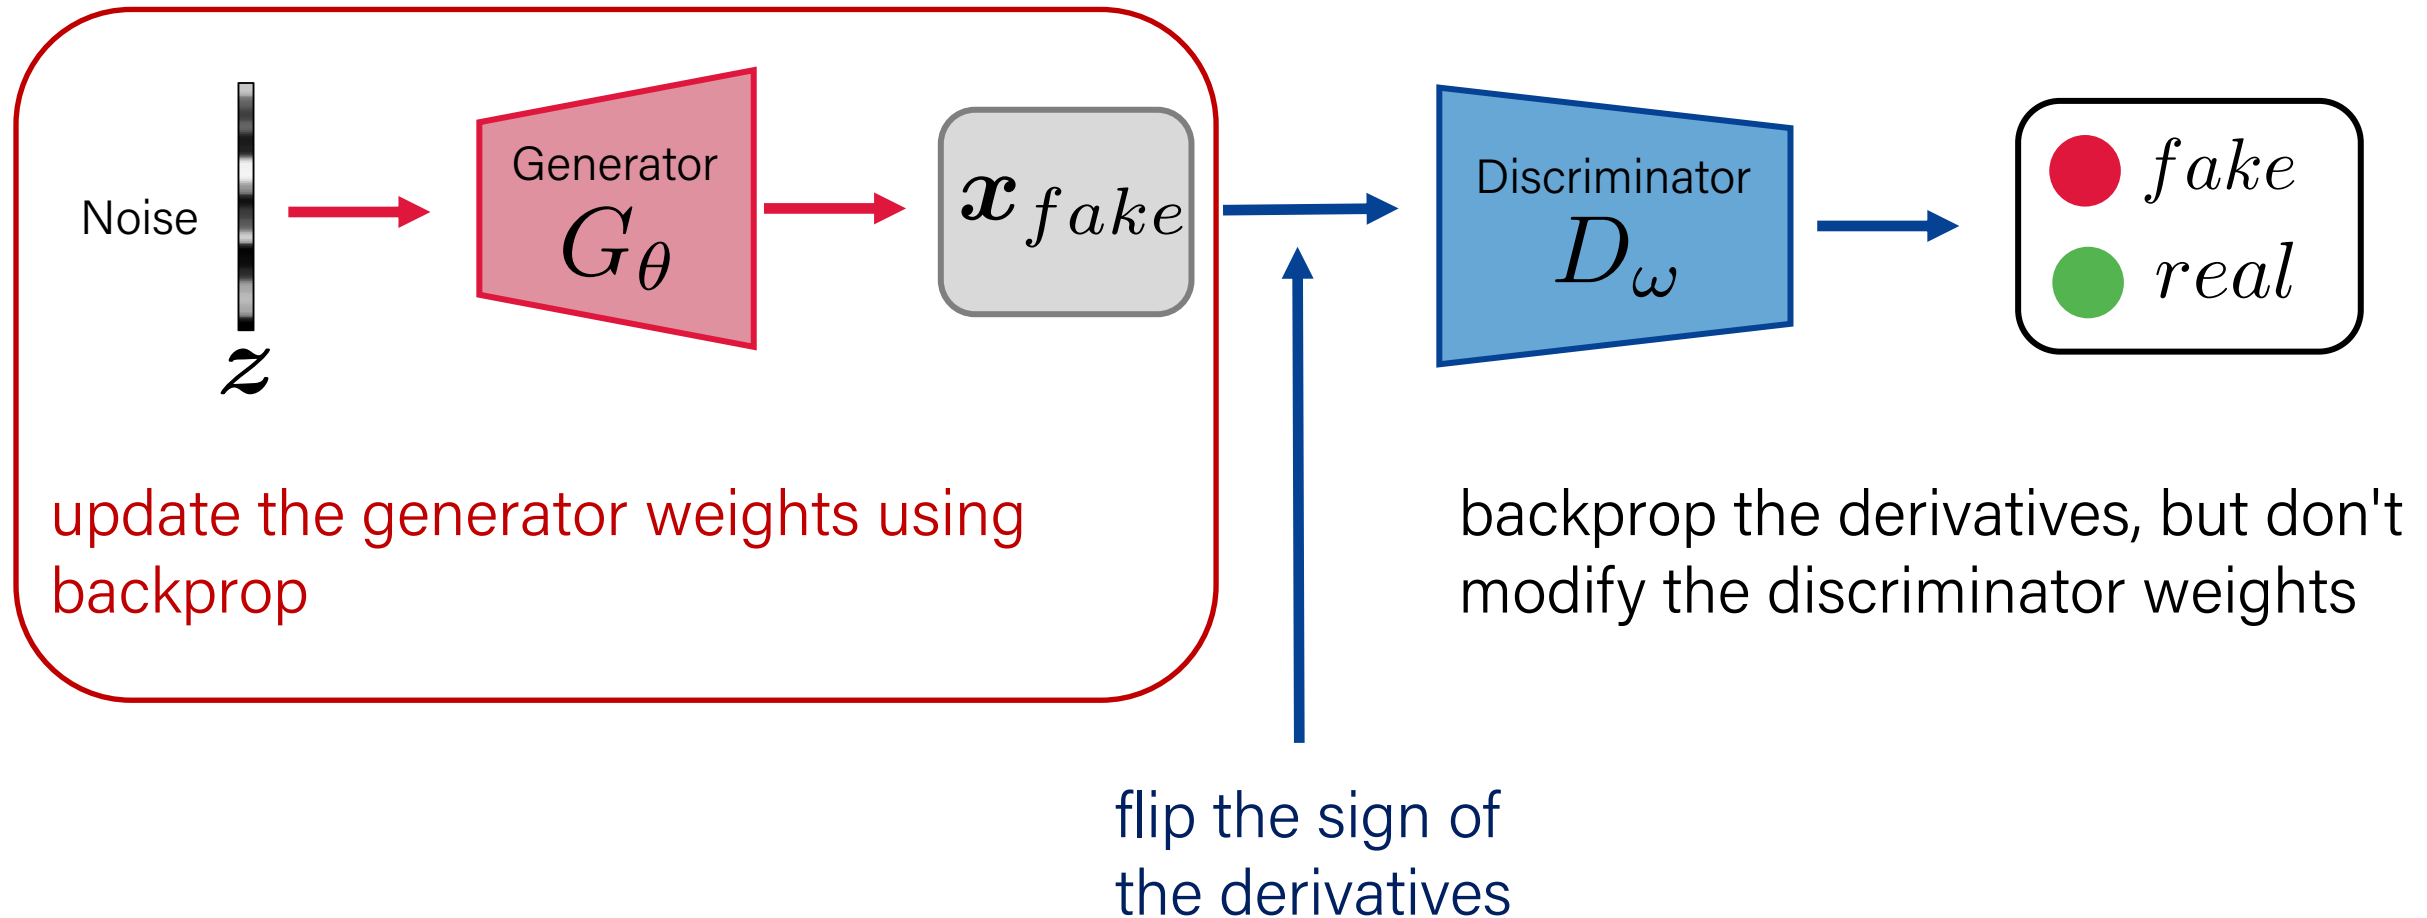 Noise
z
Generator
G_θ
x_fake
Discriminator
D_ω
fake
real
update the generator weights using
backprop
backprop the derivatives, but don't
modify the discriminator weights
flip the sign of
the derivatives